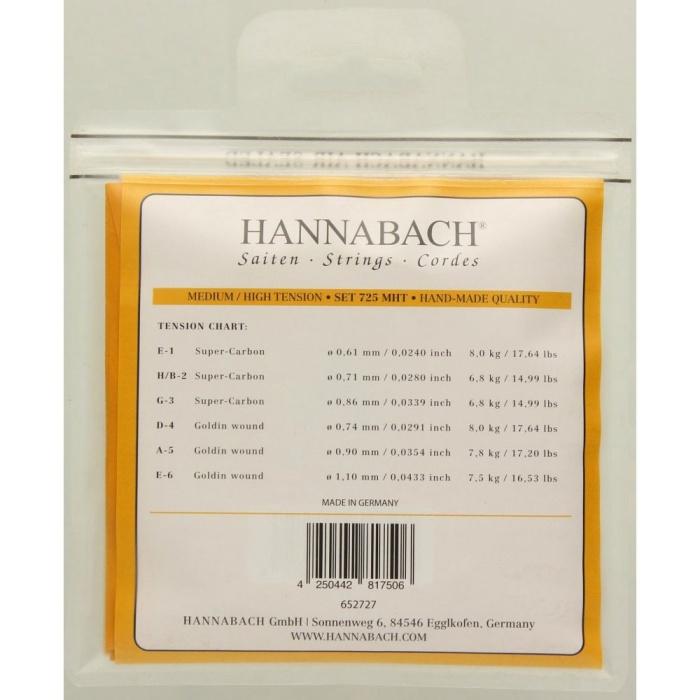 HANNABACH AIR SEALED
HANNABACH®
Saiten · Strings · Cordes
MEDIUM / HIGH TENSION • SET 725 MHT • HAND-MADE QUALITY
TENSION CHART:
E-1 Super-Carbon ø 0,61 mm / 0,0240 inch 8,0 kg / 17,64 lbs
H/B-2 Super-Carbon ø 0,71 mm / 0,0280 inch 6,8 kg / 14,99 lbs
G-3 Super-Carbon ø 0,86 mm / 0,0339 inch 6,8 kg / 14,99 lbs
D-4 Goldin wound ø 0,74 mm / 0,0291 inch 8,0 kg / 17,64 lbs
A-5 Goldin wound ø 0,90 mm / 0,0354 inch 7,8 kg / 17,20 lbs
E-6 Goldin wound ø 1,10 mm / 0,0433 inch 7,5 kg / 16,53 lbs
MADE IN GERMANY
4 250442 817506
652727
HANNABACH GmbH | Sonnenweg 6, 84546 Egglkofen, Germany
WWW.HANNABACH.COM